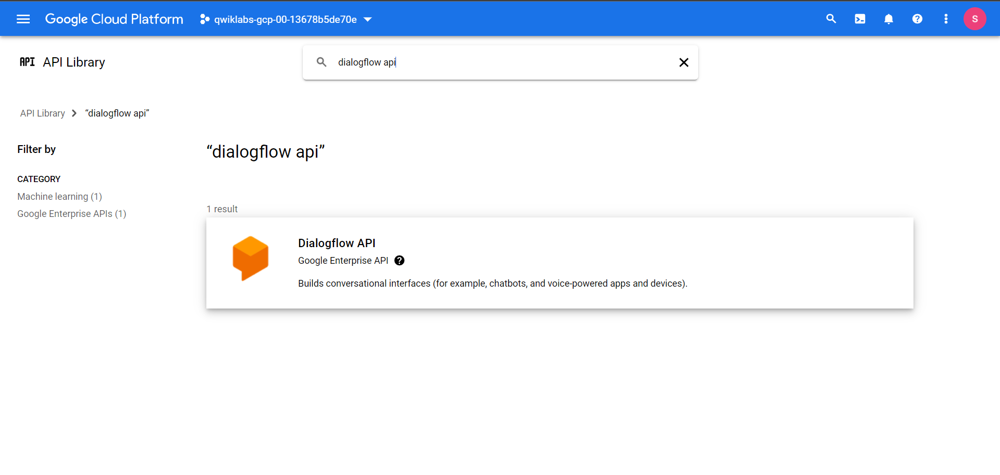 Google Cloud Platform
qwiklabs-gcp-00-13678b5de70e
S
API API Library
dialogflow api
API Library “dialogflow api”
Filter by
“dialogflow api”
CATEGORY
Machine learning (1)
Google Enterprise APIs (1)
1 result
Dialogflow API
Google Enterprise API
Builds conversational interfaces (for example, chatbots, and voice-powered apps and devices).